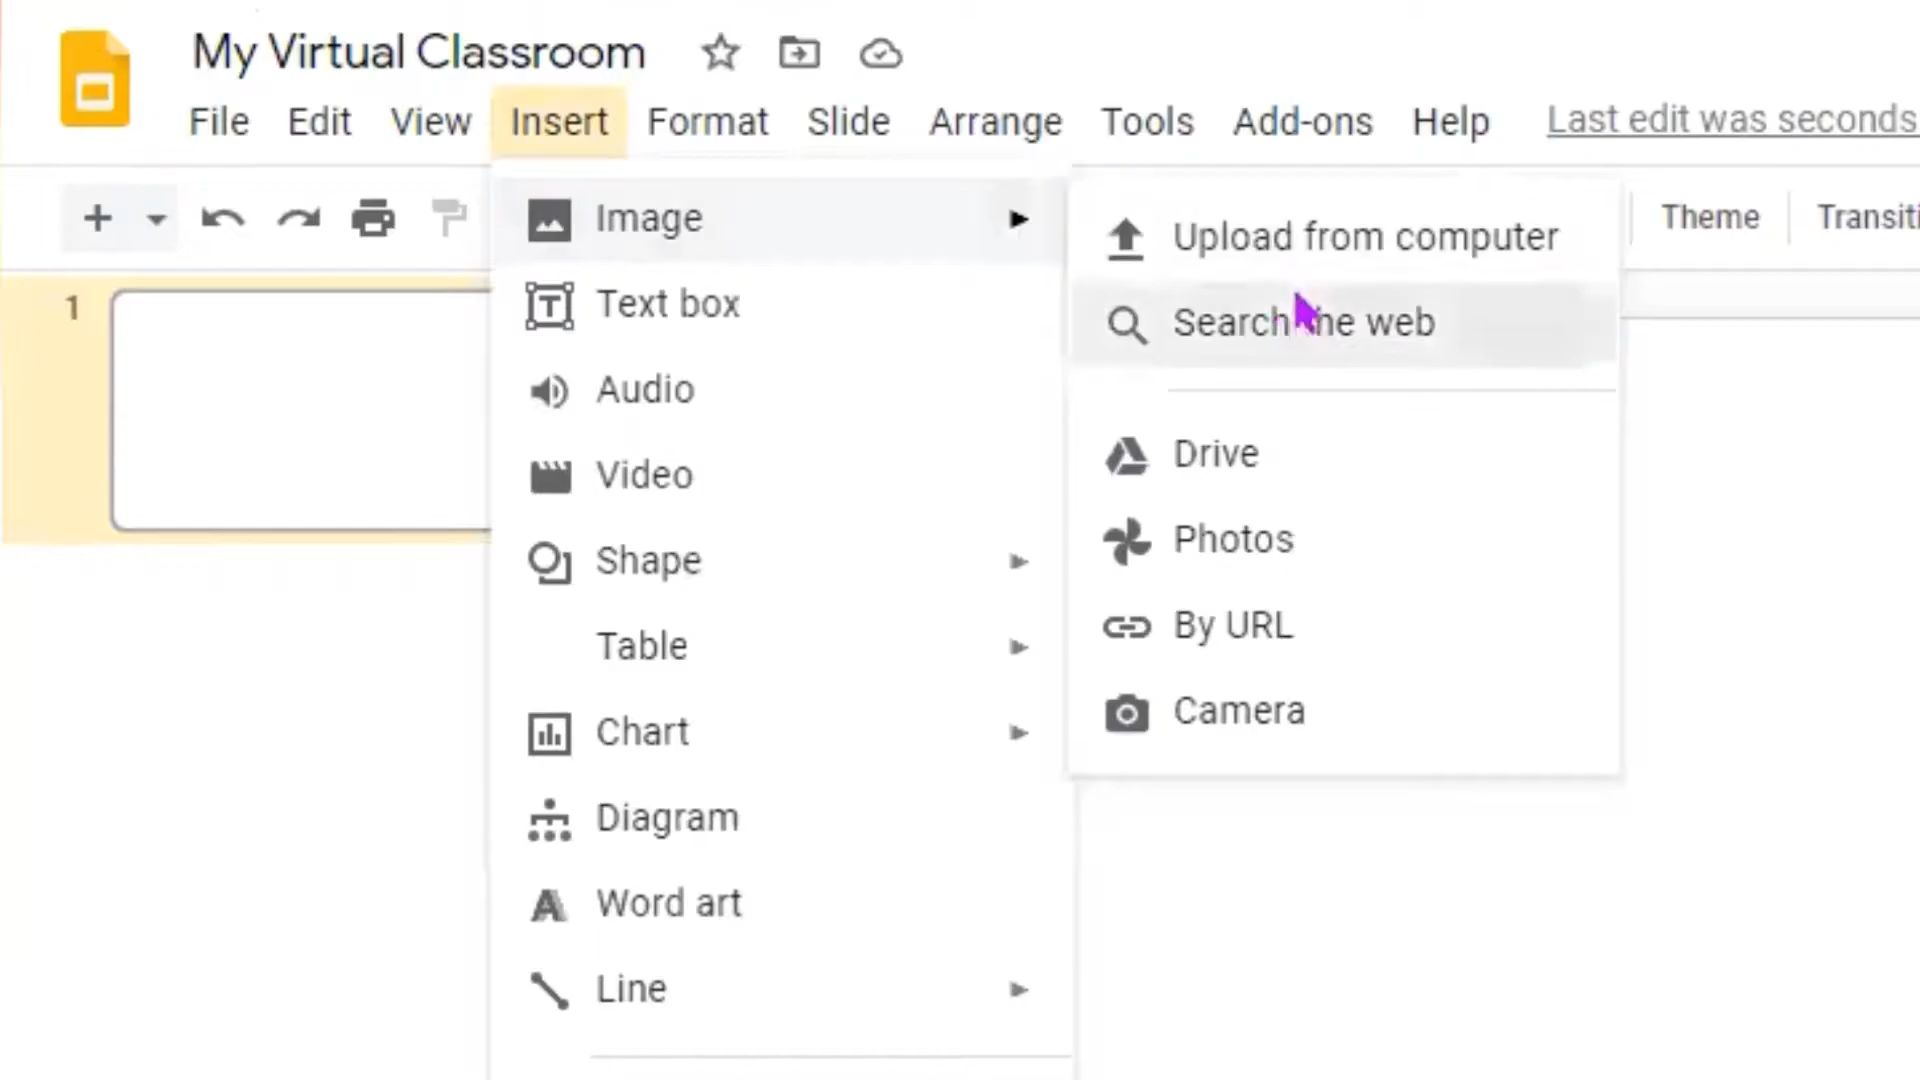 My Virtual Classroom
File Edit View Insert Format Slide Arrange Tools Add-ons Help Last edit was seconds
Theme
Image
Upload from computer
1
Text box
Search the web
Audio
Drive
Video
Photos
Shape
By URL
Table
Camera
Chart
Diagram
Word art
Line